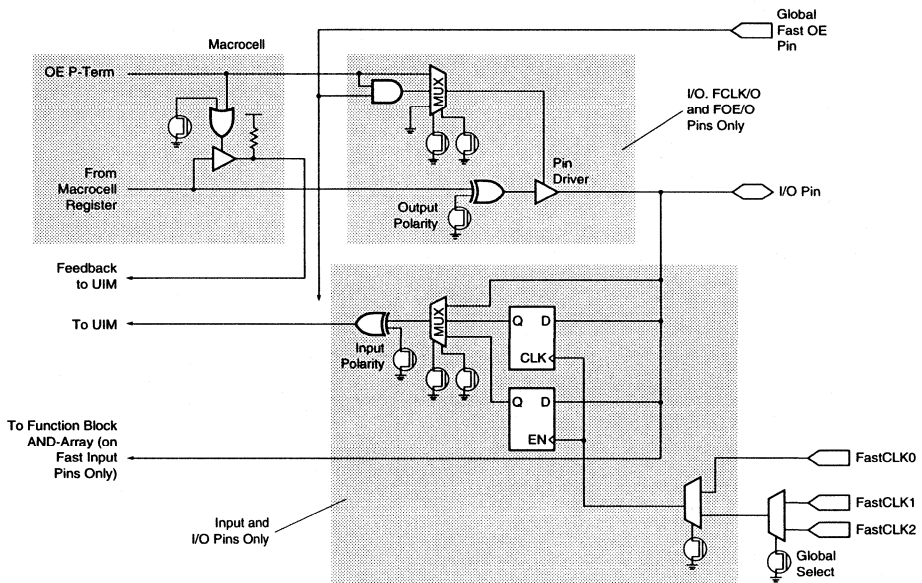 Global
Fast OE
Pin
Macrocell
OE P-Term
MUX
I/O. FCLK/O
and FOE/O
Pins Only
From
Macrocell
Register
Pin
Driver
Output
Polarity
I/O Pin
Feedback
to UIM
To UIM
MUX
Input
Polarity
Q D
CLK
Q D
EN
To Function Block
AND-Array (on
Fast Input
Pins Only)
FastCLK0
FastCLK1
FastCLK2
Input and
I/O Pins Only
Global
Select